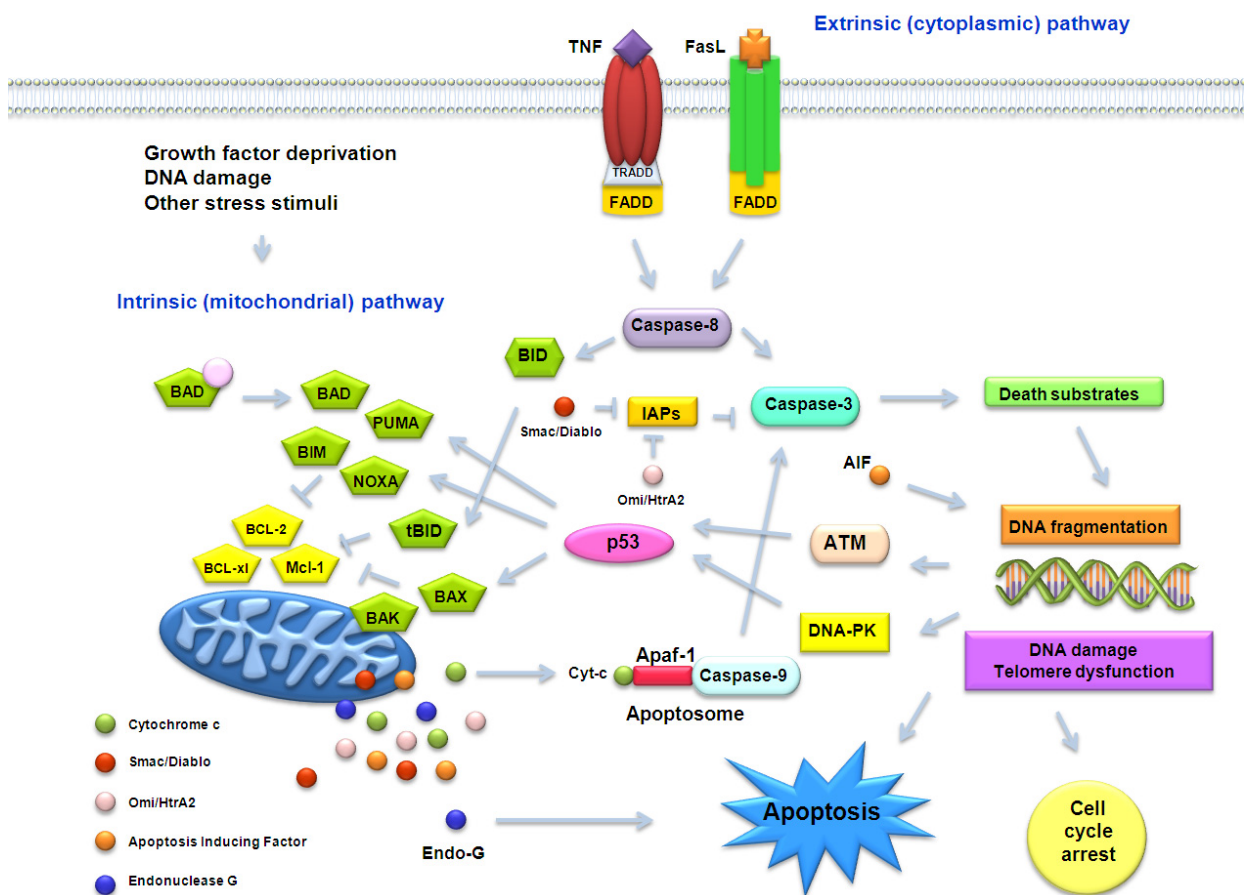 Extrinsic (cytoplasmic) pathway
TNF
FasL
TRADD
FADD
FADD
Growth factor deprivation
DNA damage
Other stress stimuli
Intrinsic (mitochondrial) pathway
Caspase-8
BID
BAD
BAD
PUMA
BIM
NOXA
Smac/Diablo
IAPs
Caspase-3
Death substrates
Omi/HtrA2
AIF
BCL-2
tBID
BCL-xl
Mcl-1
p53
ATM
DNA fragmentation
BAX
BAK
DNA-PK
DNA damage
Telomere dysfunction
Cyt-c
Apaf-1
Caspase-9
Apoptosome
Cytochrome c
Smac/Diablo
Omi/HtrA2
Apoptosis Inducing Factor
Endonuclease G
Endo-G
Apoptosis
Cell
cycle
arrest